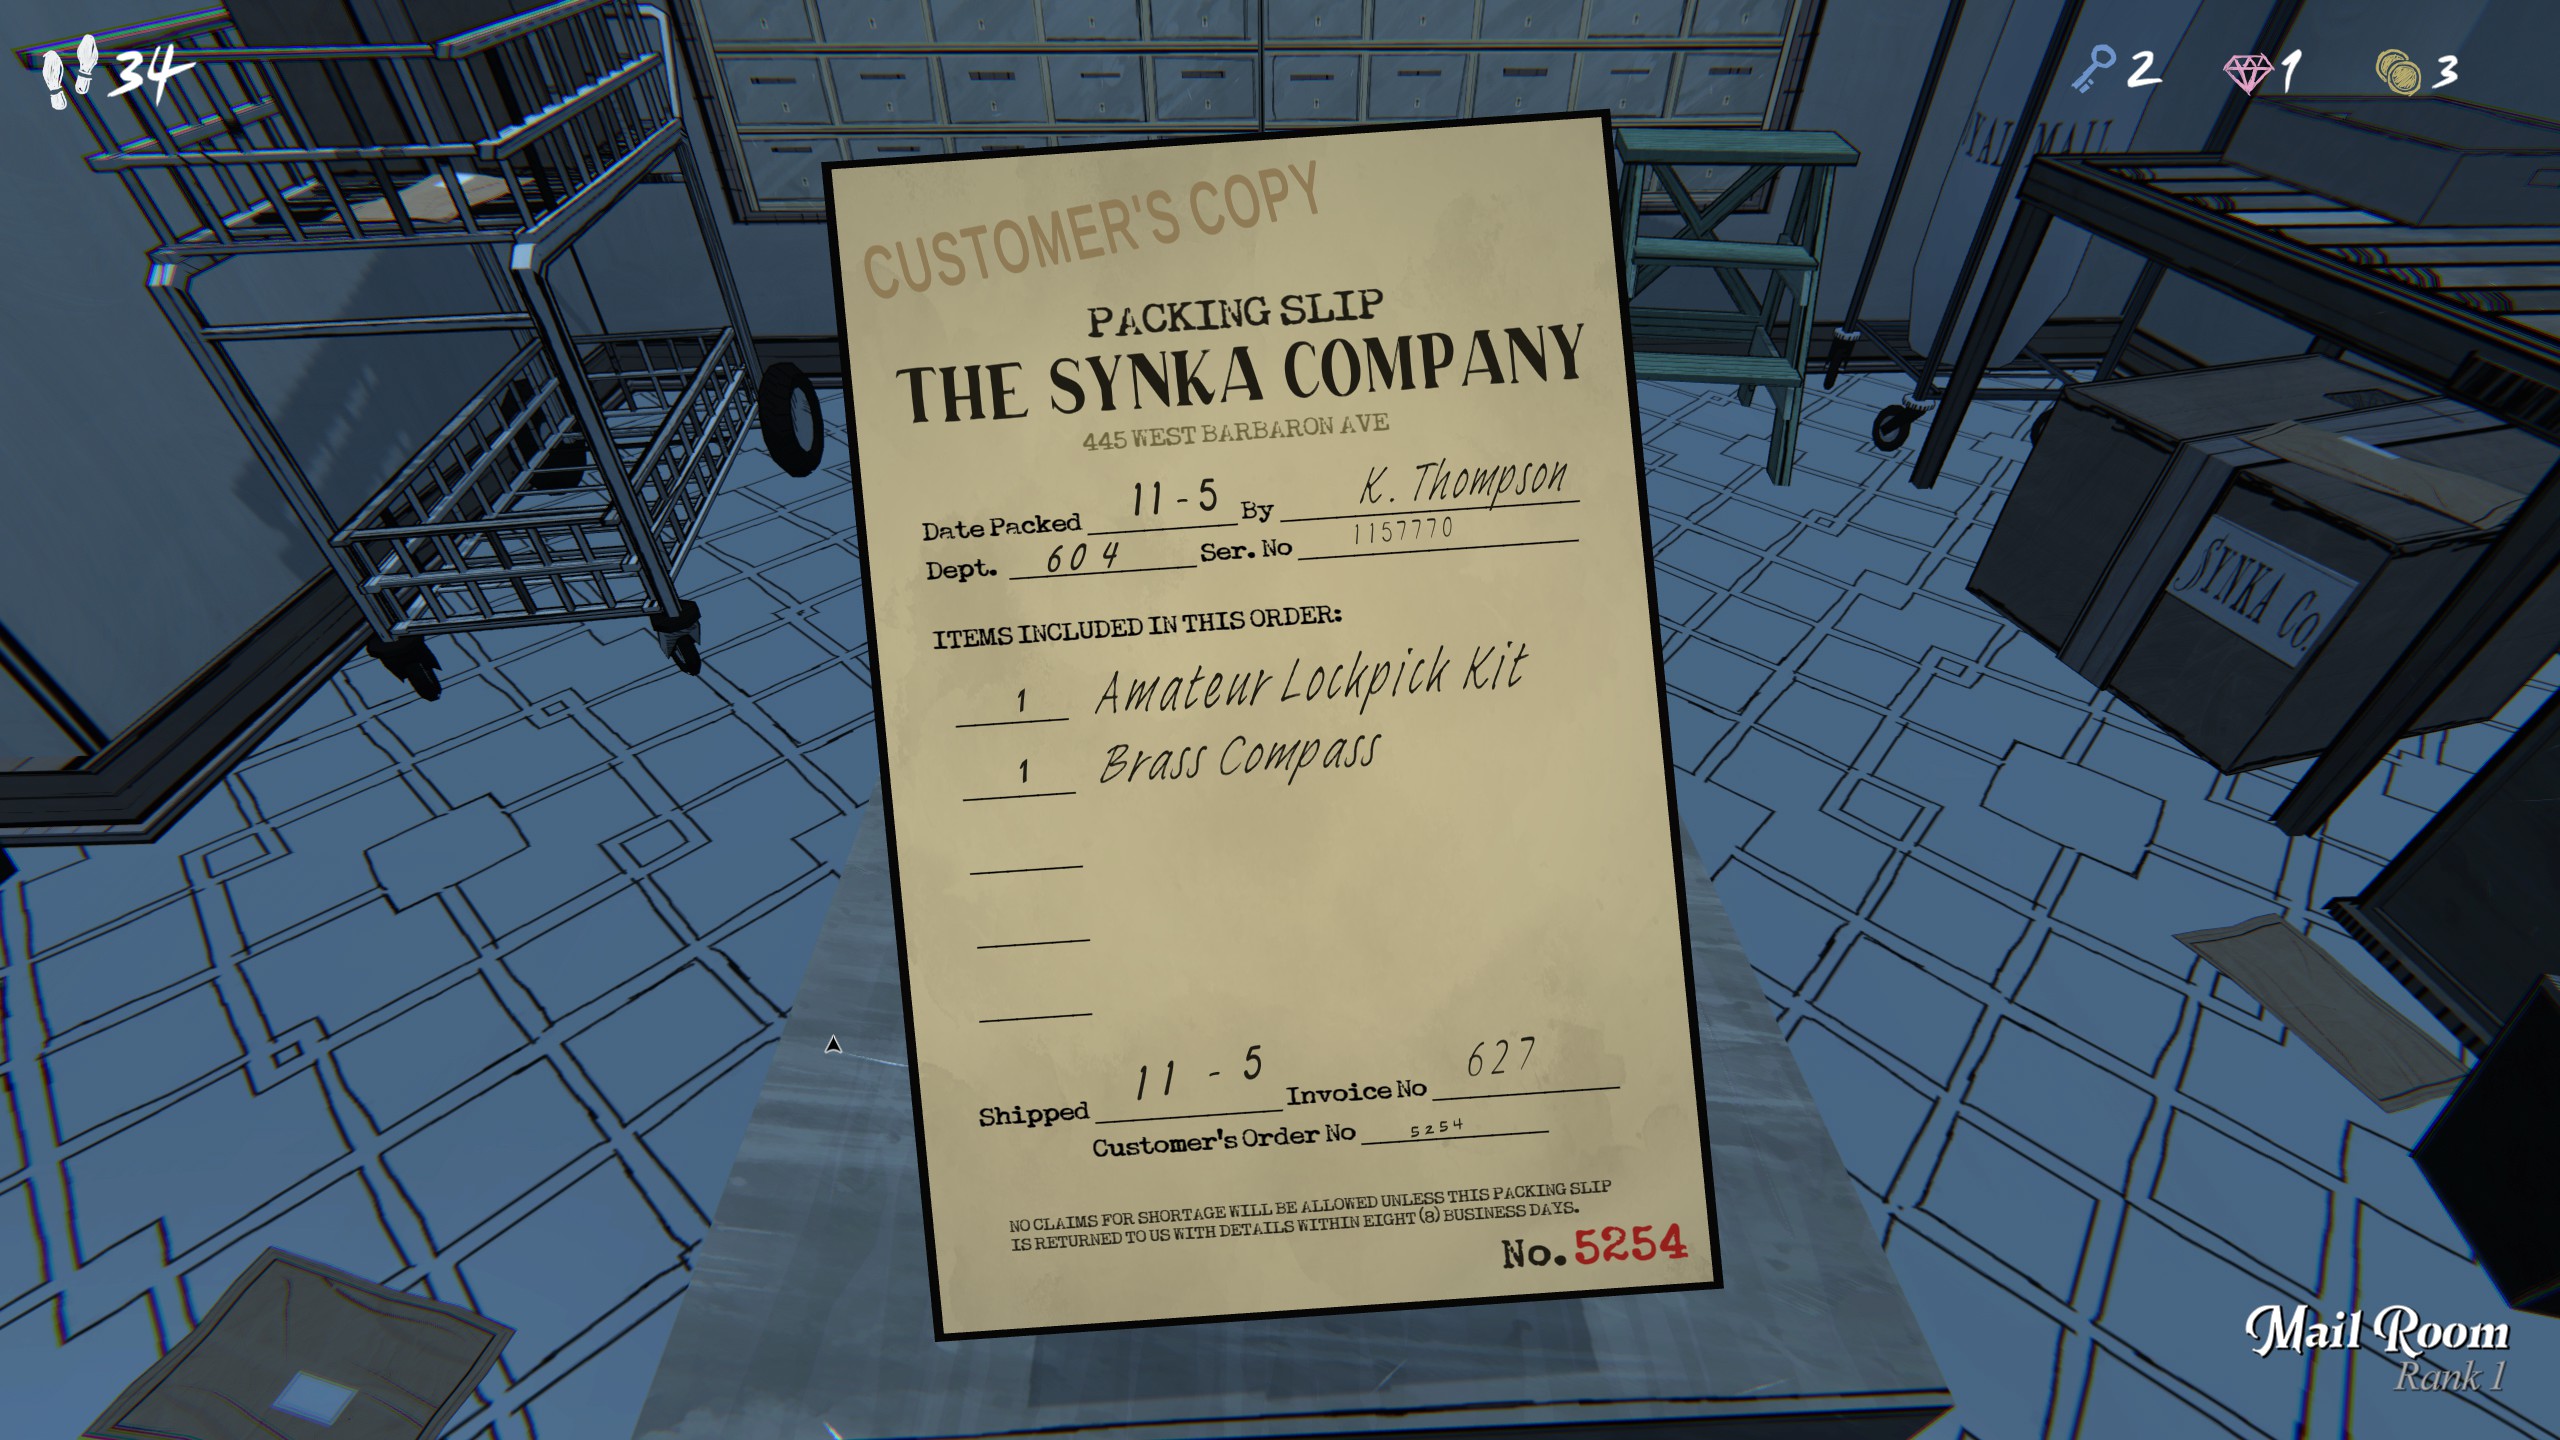 34
2 1 3
CUSTOMER'S COPY
PACKING SLIP
THE SYNKA COMPANY
445 WEST BARBARON AVE
Date Packed 11-5 By K. Thompson
Dept. 604 Ser. No 1157770
ITEMS INCLUDED IN THIS ORDER:
1 Amateur Lockpick Kit
1 Brass Compass
Shipped 11 - 5 Invoice No 627
Customer's Order No 5254
NO CLAIMS FOR SHORTAGE WILL BE ALLOWED UNLESS THIS PACKING SLIP
IS RETURNED TO US WITH DETAILS WITHIN EIGHT (8) BUSINESS DAYS.
No. 5254
SYNKA CO.
MAIL
Mail Room
Rank 1